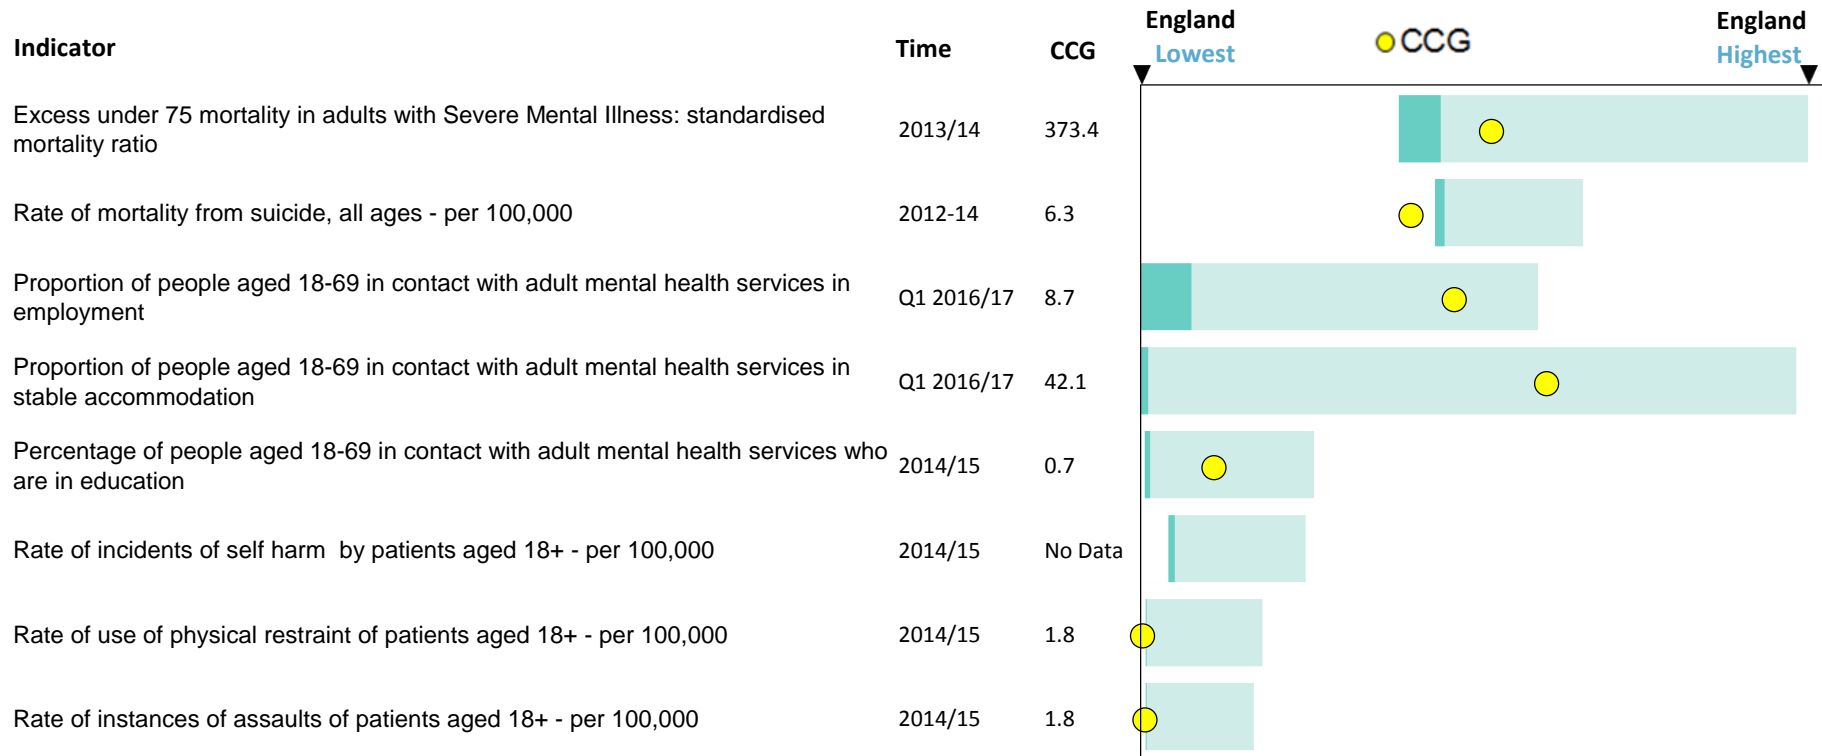 Indicator Time CCG England Lowest CCG England Highest
Excess under 75 mortality in adults with Severe Mental Illness: standardised
mortality ratio
2013/14 373.4
Rate of mortality from suicide, all ages - per 100,000 2012-14 6.3
Proportion of people aged 18-69 in contact with adult mental health services in
employment
Q1 2016/17 8.7
Proportion of people aged 18-69 in contact with adult mental health services in
stable accommodation
Q1 2016/17 42.1
Percentage of people aged 18-69 in contact with adult mental health services who
are in education
2014/15 0.7
Rate of incidents of self harm  by patients aged 18+ - per 100,000 2014/15 No Data
Rate of use of physical restraint of patients aged 18+ - per 100,000 2014/15 1.8
Rate of instances of assaults of patients aged 18+ - per 100,000 2014/15 1.8